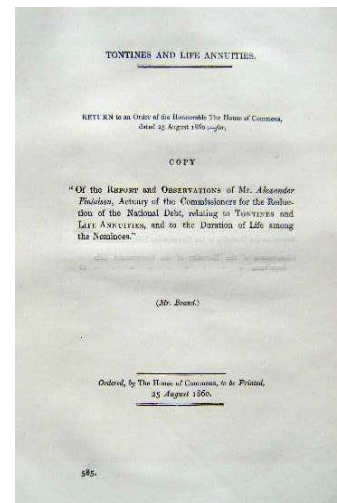 TONTINES AND LIFE ANNUITIES.
RETURN to an Order of the Honourable The House of Commons,
dated 23 August 1860;—for,
COPY
"Of the REPORT and OBSERVATIONS of Mr. Alexander
Finlaison, Actuary of the Commissioners for the Reduc-
tion of the National Debt, relating to TONTINES and
LIFE ANNUITIES, and to the Duration of Life among
the Nominees."
(Mr. Brand.)
Ordered, by The House of Commons, to be Printed,
25 August 1860.
585.